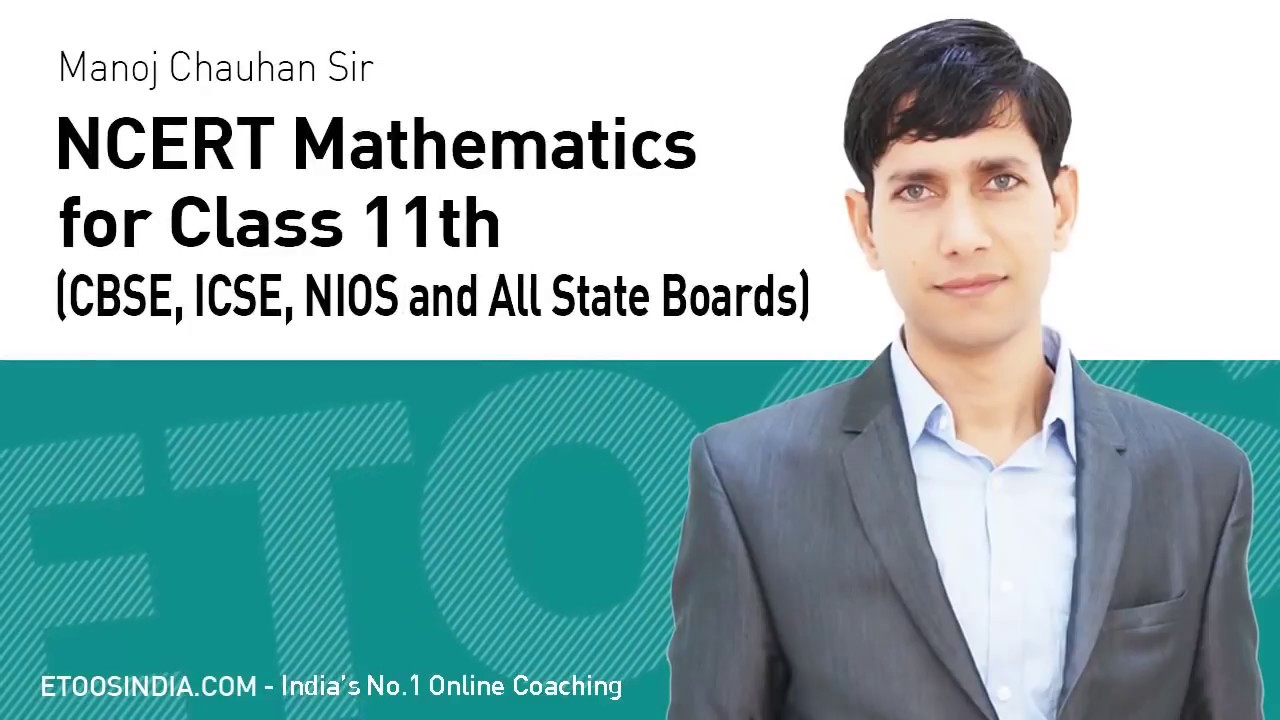 Manoj Chauhan Sir
NCERT Mathematics
for Class 11th
(CBSE, ICSE, NIOS and All State Boards)
ETOOS
ETOOSINDIA.COM - India's No.1 Online Coaching